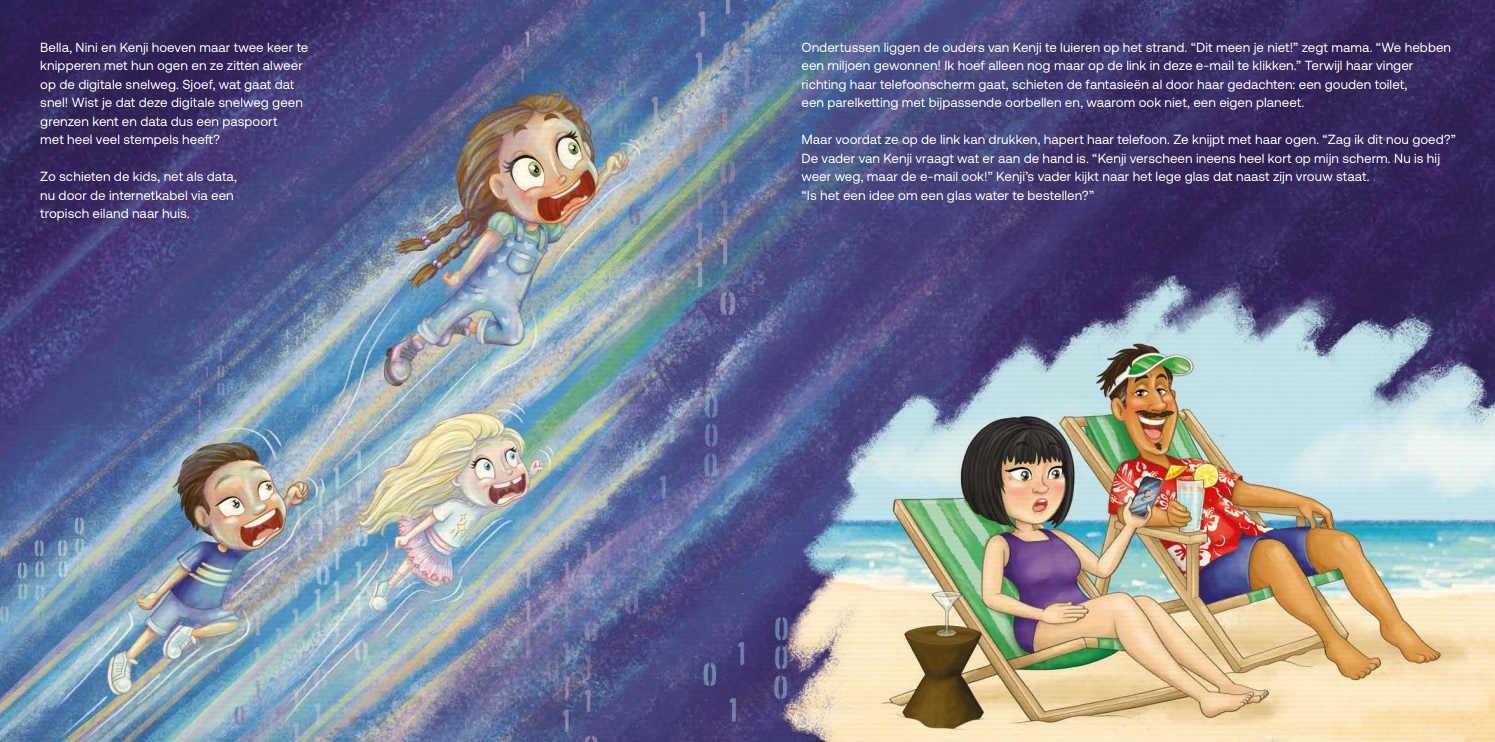 Bella, Nini en Kenji hoeven maar twee keer te
knipperen met hun ogen en ze zitten alweer
op de digitale snelweg. Sjoef, wat gaat dat
snel! Wist je dat deze digitale snelweg geen
grenzen kent en data dus een paspoort
met heel veel stempels heeft?
Zo schieten de kids, net als data,
nu door de internetkabel via een
tropisch eiland naar huis.
Ondertussen liggen de ouders van Kenji te luieren op het strand. “Dit meen je niet!” zegt mama. “We hebben
een miljoen gewonnen! Ik hoef alleen nog maar op de link in deze e-mail te klikken.” Terwijl haar vinger
richting haar telefoonscherm gaat, schieten de fantasieën al door haar gedachten: een gouden toilet,
een parelketting met bijpassende oorbellen en, waarom ook niet, een eigen planeet.
Maar voordat ze op de link kan drukken, hapert haar telefoon. Ze knijpt met haar ogen. “Zag ik dit nou goed?”
De vader van Kenji vraagt wat er aan de hand is. “Kenji verscheen ineens heel kort op mijn scherm. Nu is hij
weer weg, maar de e-mail ook!” Kenji’s vader kijkt naar het lege glas dat naast zijn vrouw staat.
“Is het een idee om een glas water te bestellen?”